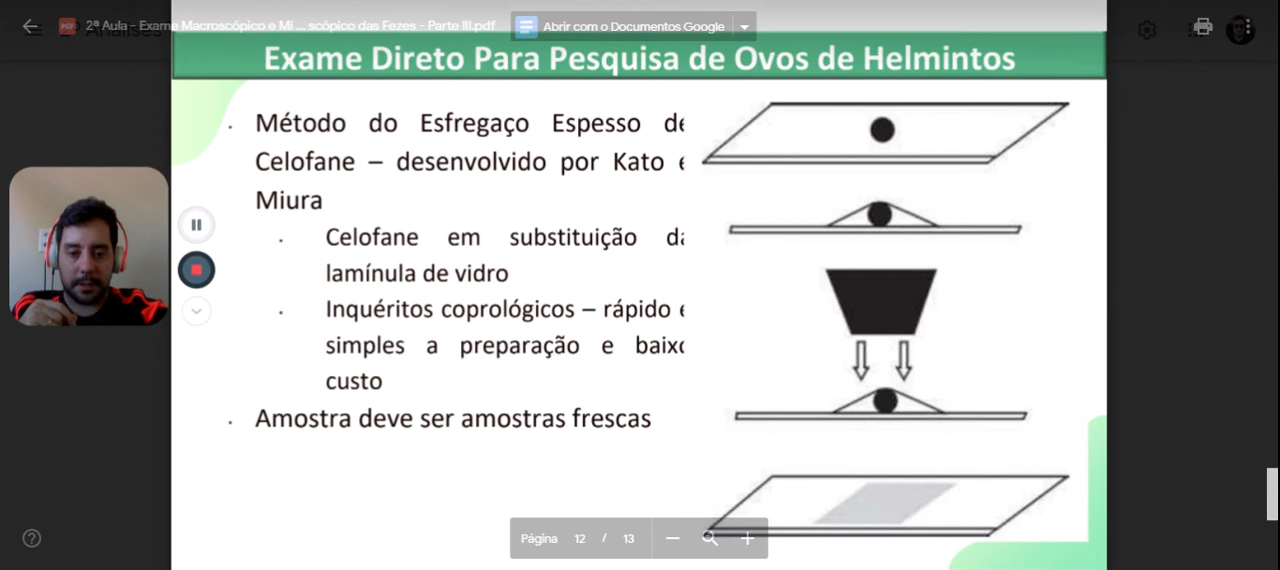 2ª Aula - Exame Macroscópico e Mi ... scópico das Fezes - Parte III.pdf
Abrir com o Documentos Google
Exame Direto Para Pesquisa de Ovos de Helmintos
Método do Esfregaço Espesso de
Celofane – desenvolvido por Kato e
Miura
Celofane em substituição da
lamínula de vidro
Inquéritos coprológicos – rápido e
simples a preparação e baixo
custo
Amostra deve ser amostras frescas
Página 12 / 13